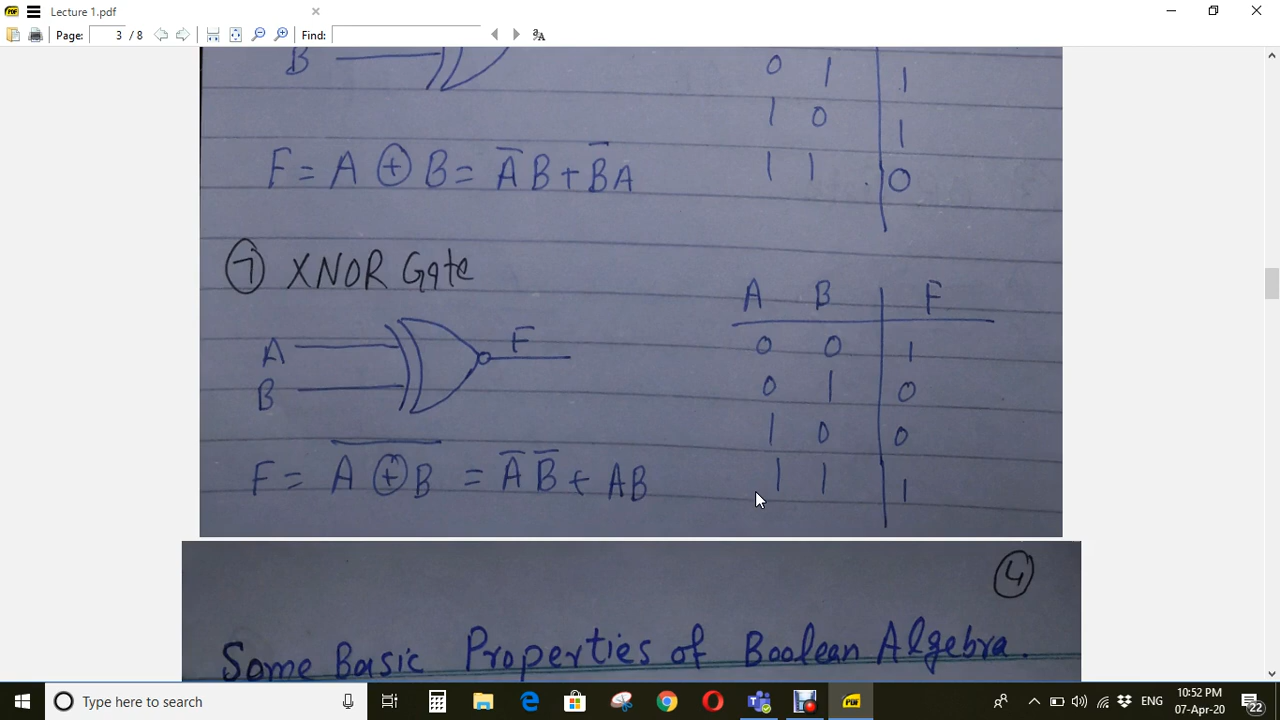 Lecture 1.pdf
Page: 3 / 8 Find:
B
0 1 1
1 0 1
F = A ⊕ B = A̅ B + B̅ A
1 1 0
⑦ XNOR Gate
A B F
A F
0 0 1
B
0 1 0
1 0 0
F = \overline{A ⊕ B} = A̅ B̅ + AB
1 1 1
④
Some Basic Properties of Boolean Algebra.
Type here to search
ENG
10:52 PM
07-Apr-20
22